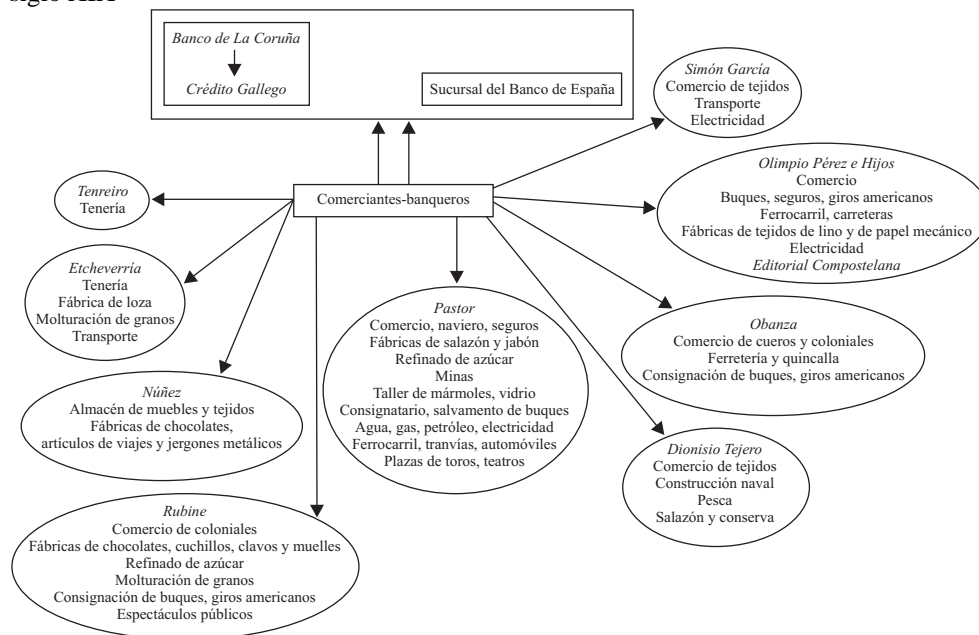 siglo XIX
Banco de La Coruña
Crédito Gallego
Sucursal del Banco de España
Simón García
Comercio de tejidos
Transporte
Electricidad
Comerciantes-banqueros
Tenreiro
Tenería
Olimpio Pérez e Hijos
Comercio
Buques, seguros, giros americanos
Ferrocarril, carreteras
Fábricas de tejidos de lino y de papel mecánico
Electricidad
Editorial Compostelana
Etcheverría
Tenería
Fábrica de loza
Molturación de granos
Transporte
Pastor
Comercio, naviero, seguros
Fábricas de salazón y jabón
Refinado de azúcar
Minas
Taller de mármoles, vidrio
Consignatario, salvamento de buques
Agua, gas, petróleo, electricidad
Ferrocarril, tranvías, automóviles
Plazas de toros, teatros
Obanza
Comercio de cueros y coloniales
Ferretería y quincalla
Consignación de buques, giros americanos
Núñez
Almacén de muebles y tejidos
Fábricas de chocolates,
artículos de viajes y jergones metálicos
Dionisio Tejero
Comercio de tejidos
Construcción naval
Pesca
Salazón y conserva
Rubine
Comercio de coloniales
Fábricas de chocolates, cuchillos, clavos y muelles
Refinado de azúcar
Molturación de granos
Consignación de buques, giros americanos
Espectáculos públicos